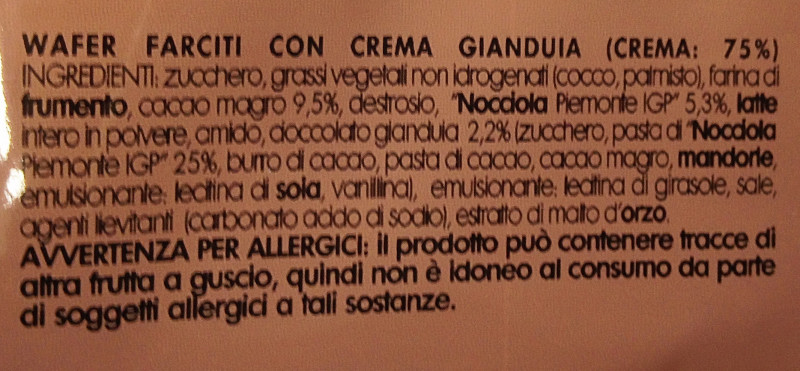 WAFER FARCITI CON CREMA GIANDUIA (CREMA: 75%)
INGREDIENTI: zucchero, grassi vegetali non idrogenati (cocco, palmisto), farina di
frumento, cacao magro 9,5%, destrosio, "Nocciola Piemonte IGP" 5,3%, latte
intero in polvere, amido, cioccolato gianduia 2,2% (zucchero, pasta di "Nocciola
Piemonte IGP" 25%, burro di cacao, pasta di cacao, cacao magro, mandorle,
emulsionante: lecitina di soia, vanillina), emulsionante: lecitina di girasole, sale,
agenti lievitanti (carbonato acido di sodio), estratto di malto d'orzo.
AVVERTENZA PER ALLERGICI: il prodotto può contenere tracce di
altra frutta a guscio, quindi non è idoneo al consumo da parte
di soggetti allergici a tali sostanze.